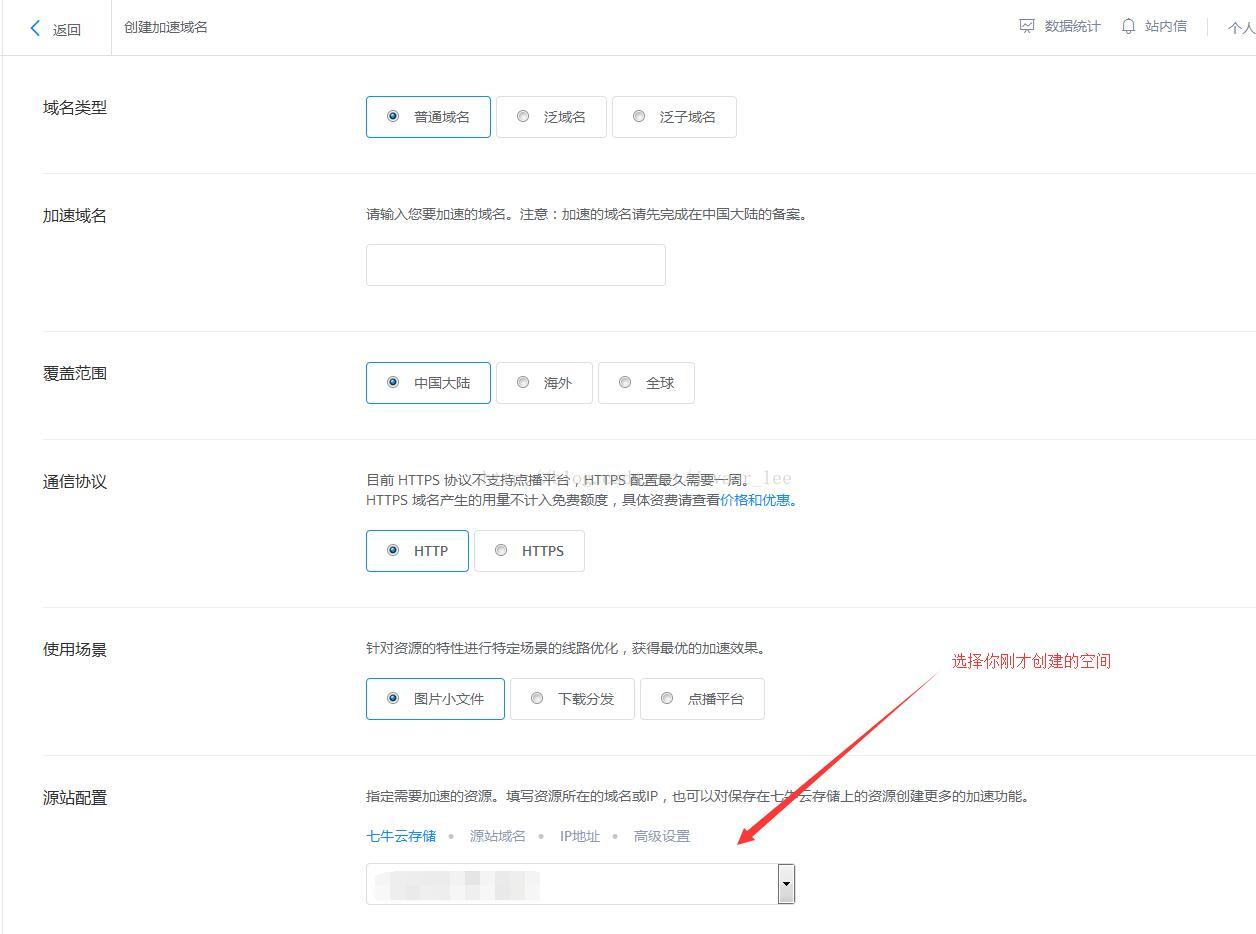 返回
创建加速域名
数据统计
站内信
个人
域名类型
普通域名
泛域名
泛子域名
加速域名
请输入您要加速的域名。注意：加速的域名请先完成在中国大陆的备案。
覆盖范围
中国大陆
海外
全球
通信协议
目前 HTTPS 协议不支持点播平台，HTTPS 配置最久需要一周。
HTTPS 域名产生的用量不计入免费额度，具体资费请查看价格和优惠。
HTTP
HTTPS
使用场景
针对资源的特性进行特定场景的线路优化，获得最优的加速效果。
选择你刚才创建的空间
图片小文件
下载分发
点播平台
源站配置
指定需要加速的资源。填写资源所在的域名或IP，也可以对保存在七牛云存储上的资源创建更多的加速功能。
七牛云存储
源站域名
IP地址
高级设置